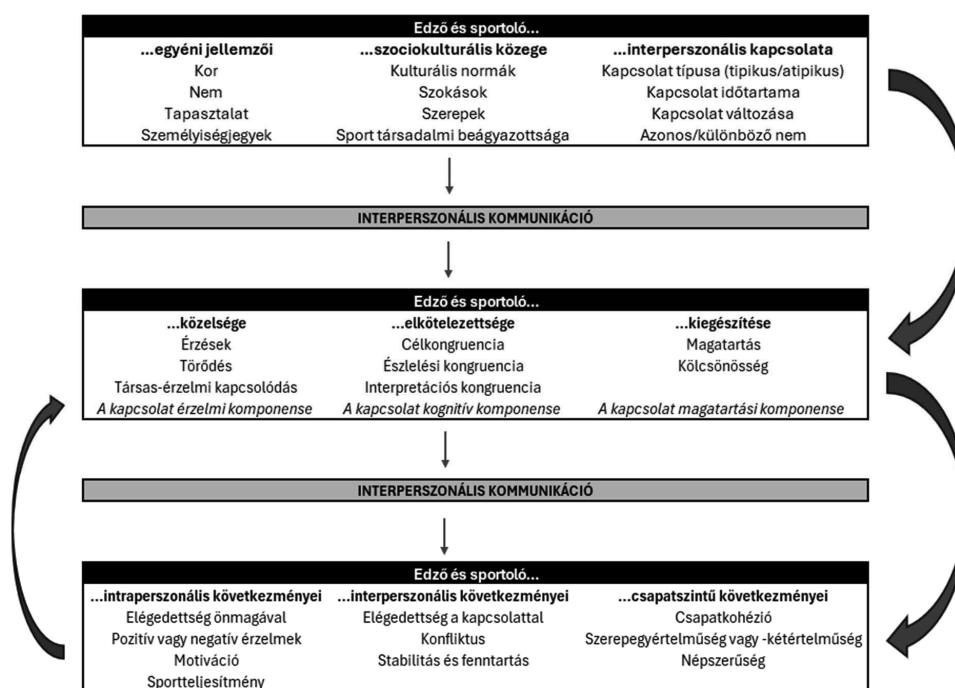 Edző és sportoló...
...egyéni jellemzői
Kor
Nem
Tapasztalat
Személyiségjegyek
...szociokulturális közege
Kulturális normák
Szokások
Szerepek
Sport társadalmi beágyazottsága
...interperszonális kapcsolata
Kapcsolat típusa (tipikus/atipikus)
Kapcsolat időtartama
Kapcsolat változása
Azonos/különböző nem
INTERPERSZONÁLIS KOMMUNIKÁCIÓ
Edző és sportoló...
...közelsége
Érzések
Törődés
Társas-érzelmi kapcsolódás
A kapcsolat érzelmi komponense
...elkötelezettsége
Célkongruencia
Észlelési kongruencia
Interpretációs kongruencia
A kapcsolat kognitív komponense
...kiegészítése
Magatartás
Kölcsönösség
A kapcsolat magatartási komponense
INTERPERSZONÁLIS KOMMUNIKÁCIÓ
Edző és sportoló...
...intraperszonális következményei
Elégedettség önmagával
Pozitív vagy negatív érzelmek
Motiváció
Sportteljesítmény
...interperszonális következményei
Elégedettség a kapcsolattal
Konfliktus
Stabilitás és fenntartás
...csapatszintű következményei
Csapatkohézió
Szerepegyértelműség vagy -kétértelműség
Népszerűség